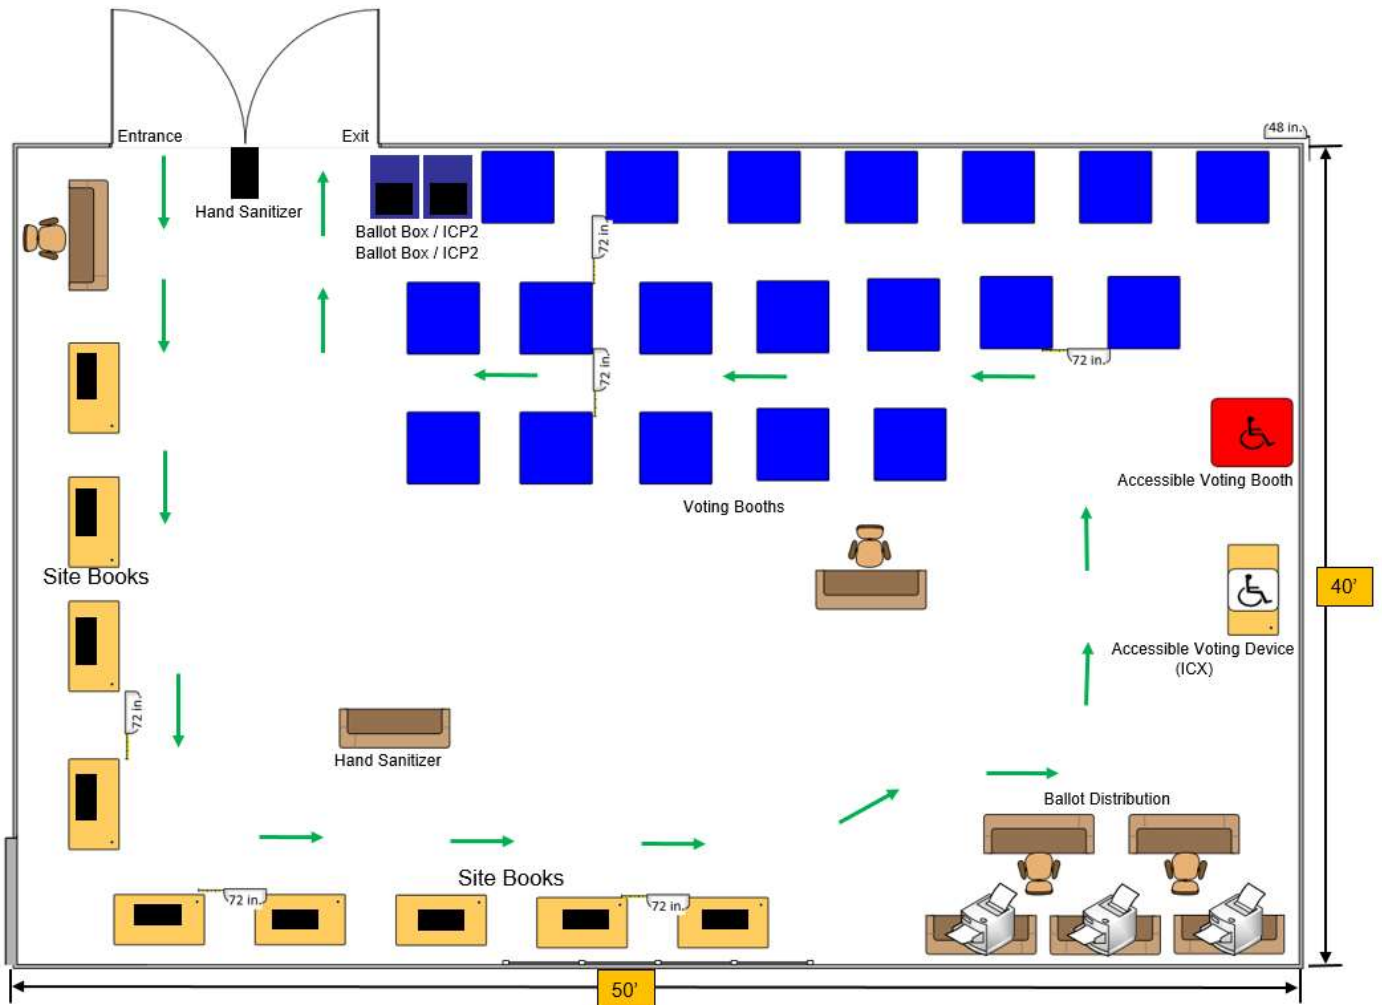 48 in.
Entrance
Exit
Hand Sanitizer
Ballot Box / ICP2
Ballot Box / ICP2
72 in.
72 in.
72 in.
Accessible Voting Booth
Voting Booths
Site Books
40'
Accessible Voting Device
(ICX)
72 in.
Hand Sanitizer
Ballot Distribution
Site Books
72 in.
72 in.
50'